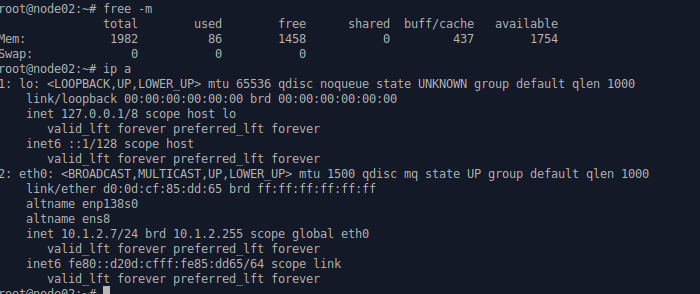 root@node02:~# free -m
total used free shared buff/cache available
Mem: 1982 86 1458 0 437 1754
Swap: 0 0 0
root@node02:~# ip a
1: lo: <LOOPBACK,UP,LOWER_UP> mtu 65536 qdisc noqueue state UNKNOWN group default qlen 1000
link/loopback 00:00:00:00:00:00 brd 00:00:00:00:00:00
inet 127.0.0.1/8 scope host lo
valid_lft forever preferred_lft forever
inet6 ::1/128 scope host
valid_lft forever preferred_lft forever
2: eth0: <BROADCAST,MULTICAST,UP,LOWER_UP> mtu 1500 qdisc mq state UP group default qlen 1000
link/ether d0:0d:cf:85:dd:65 brd ff:ff:ff:ff:ff:ff
altname enp138s0
altname ens8
inet 10.1.2.7/24 brd 10.1.2.255 scope global eth0
valid_lft forever preferred_lft forever
inet6 fe80::d20d:cfff:fe85:dd65/64 scope link
valid_lft forever preferred_lft forever
root@node02:~#